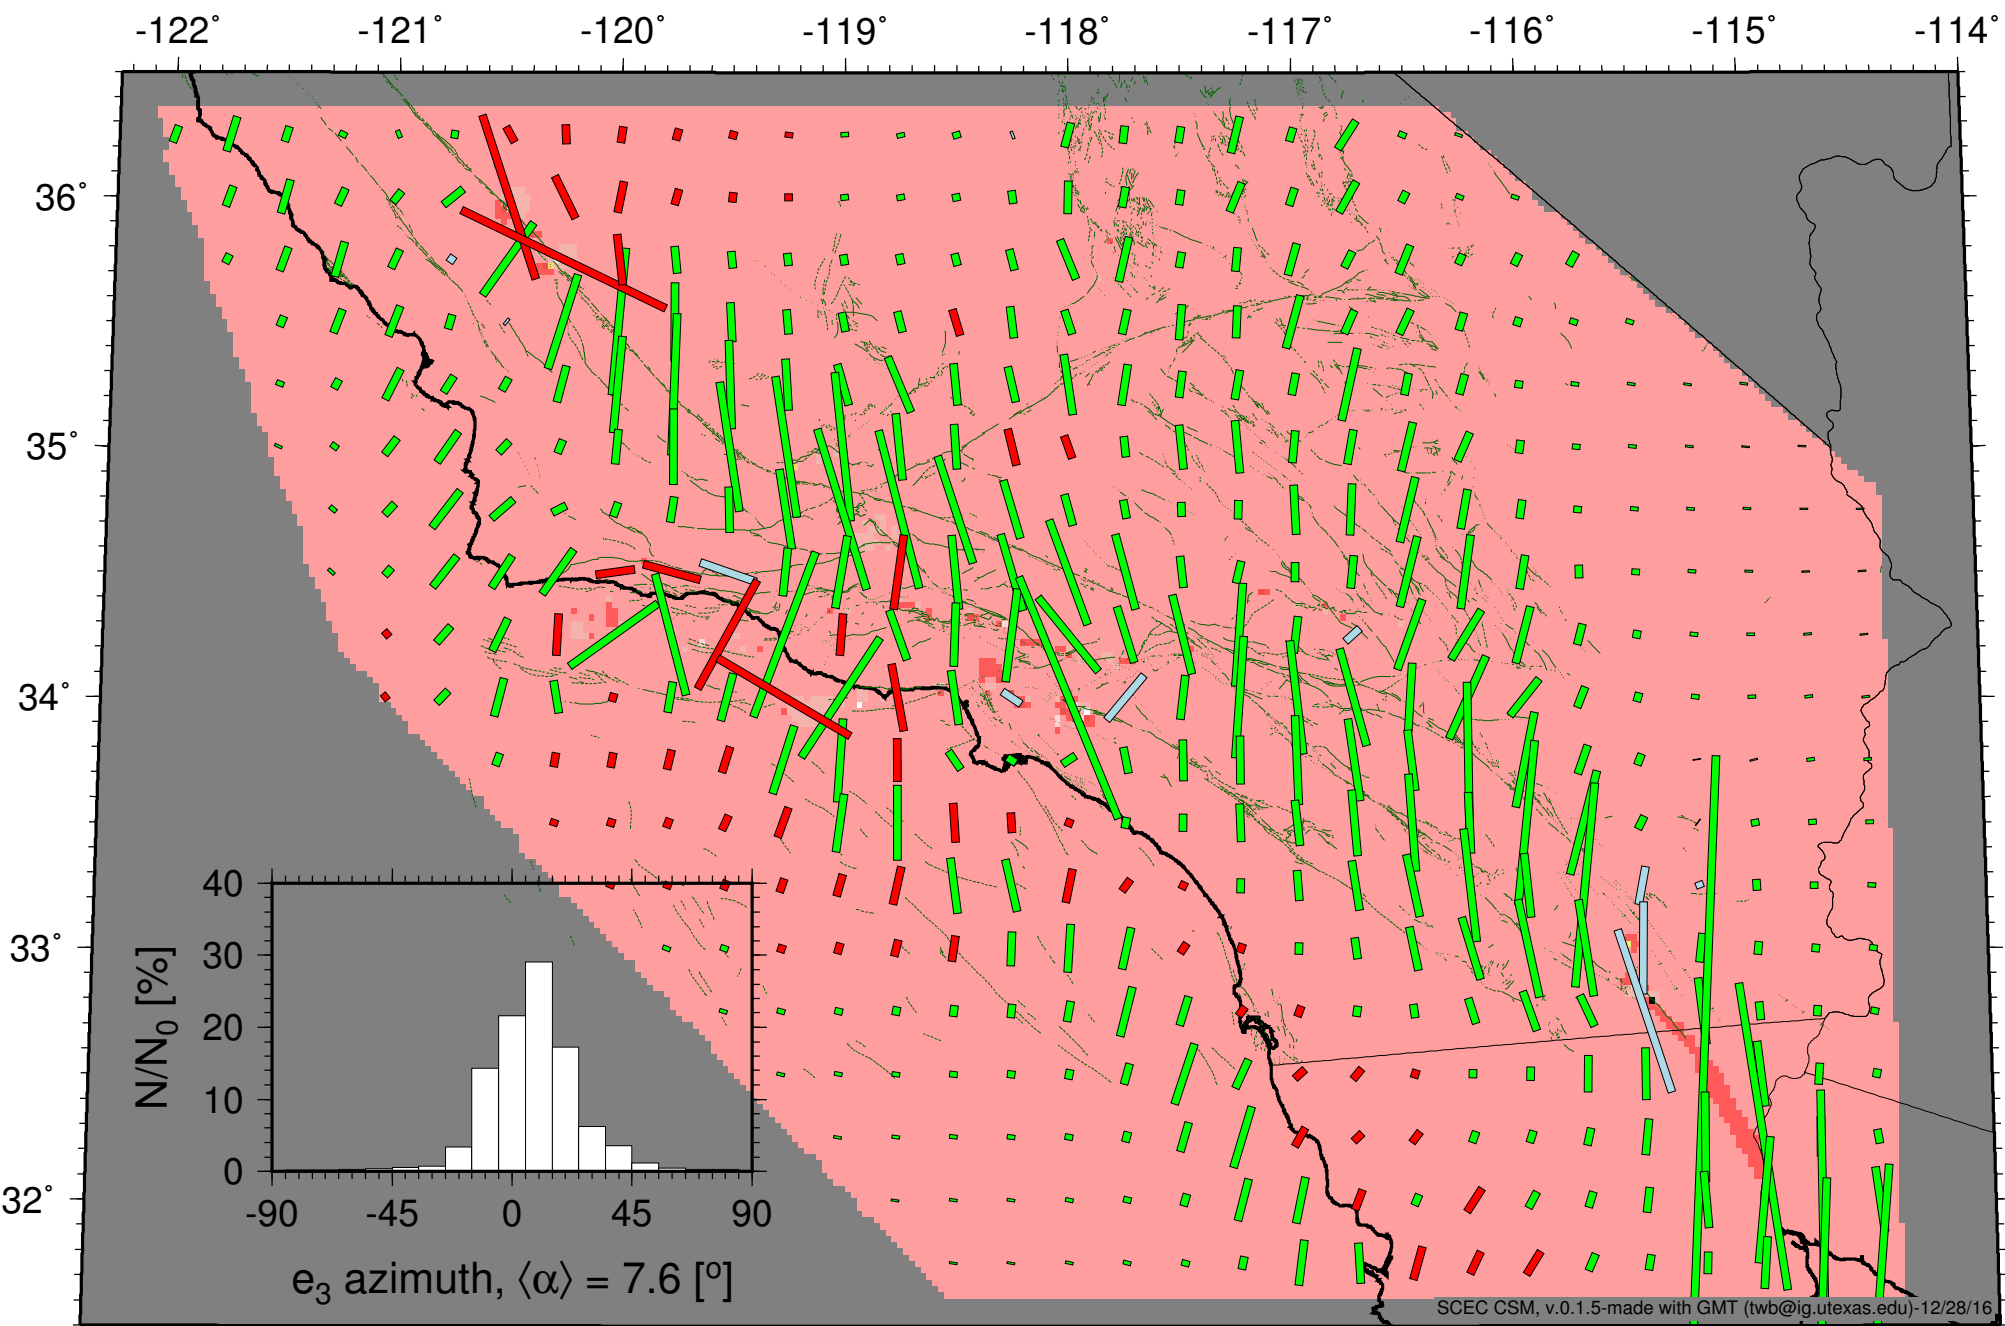 -122° -121° -120° -119° -118° -117° -116° -115° -114°
36°
35°
34°
33°
32°
40
30
20
10
0
N/N0 [%]
-90 -45 0 45 90
e3 azimuth, ⟨α⟩ = 7.6 [º]
SCEC CSM, v.0.1.5-made with GMT (twb@ig.utexas.edu)-12/28/16